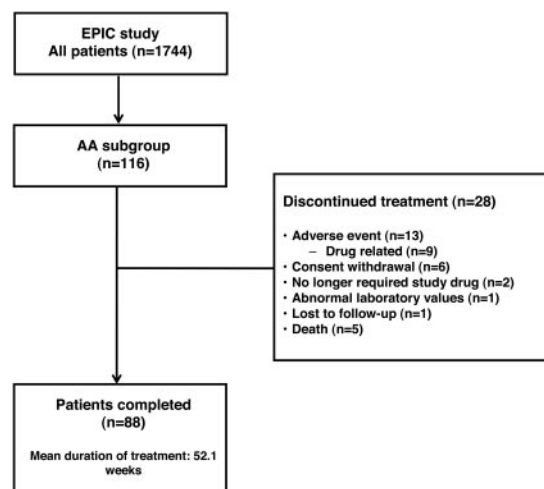 EPIC study
All patients (n=1744)
AA subgroup
(n=116)
Discontinued treatment (n=28)
· Adverse event (n=13)
– Drug related (n=9)
· Consent withdrawal (n=6)
· No longer required study drug (n=2)
· Abnormal laboratory values (n=1)
· Lost to follow-up (n=1)
· Death (n=5)
Patients completed
(n=88)
Mean duration of treatment: 52.1
weeks